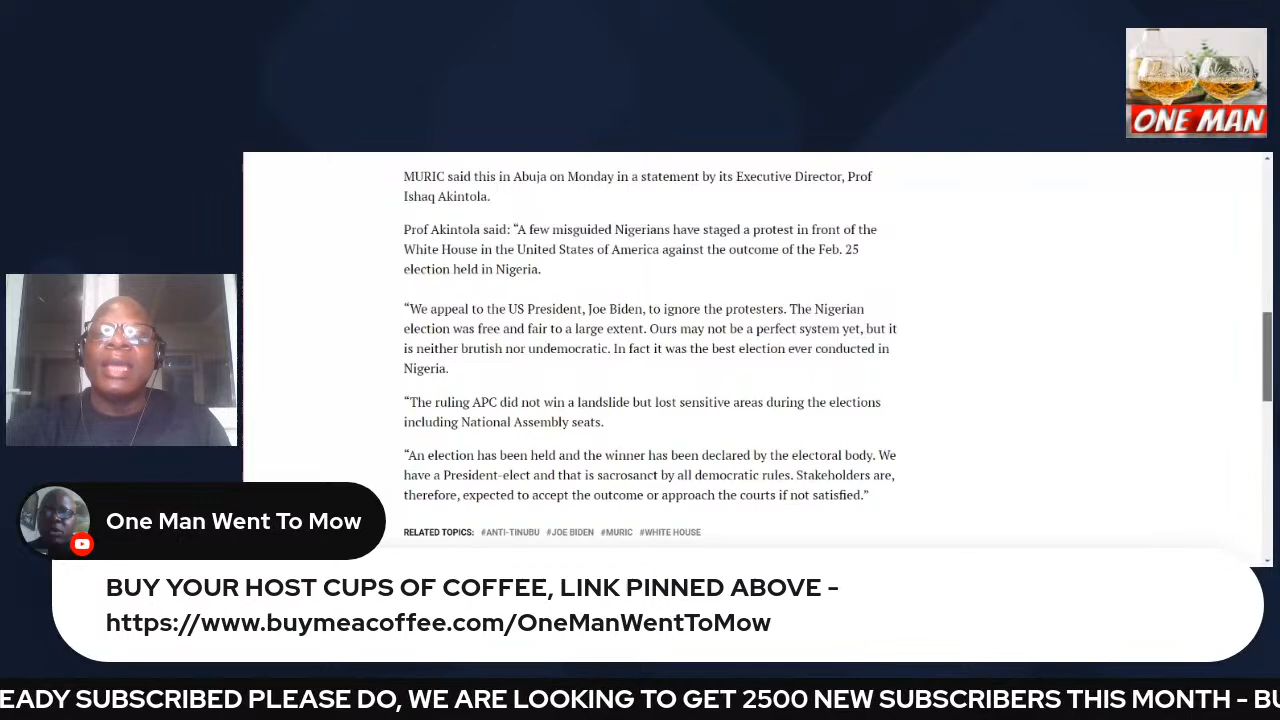 ONE MAN
MURIC said this in Abuja on Monday in a statement by its Executive Director, Prof
Ishaq Akintola.
Prof Akintola said: “A few misguided Nigerians have staged a protest in front of the
White House in the United States of America against the outcome of the Feb. 25
election held in Nigeria.
“We appeal to the US President, Joe Biden, to ignore the protesters. The Nigerian
election was free and fair to a large extent. Ours may not be a perfect system yet, but it
is neither brutish nor undemocratic. In fact it was the best election ever conducted in
Nigeria.
“The ruling APC did not win a landslide but lost sensitive areas during the elections
including National Assembly seats.
“An election has been held and the winner has been declared by the electoral body. We
have a President-elect and that is sacrosanct by all democratic rules. Stakeholders are,
therefore, expected to accept the outcome or approach the courts if not satisfied.”
RELATED TOPICS: #ANTI-TINUBU #JOE BIDEN #MURIC #WHITE HOUSE
One Man Went To Mow
BUY YOUR HOST CUPS OF COFFEE, LINK PINNED ABOVE -
https://www.buymeacoffee.com/OneManWentToMow
EADY SUBSCRIBED PLEASE DO, WE ARE LOOKING TO GET 2500 NEW SUBSCRIBERS THIS MONTH - BU